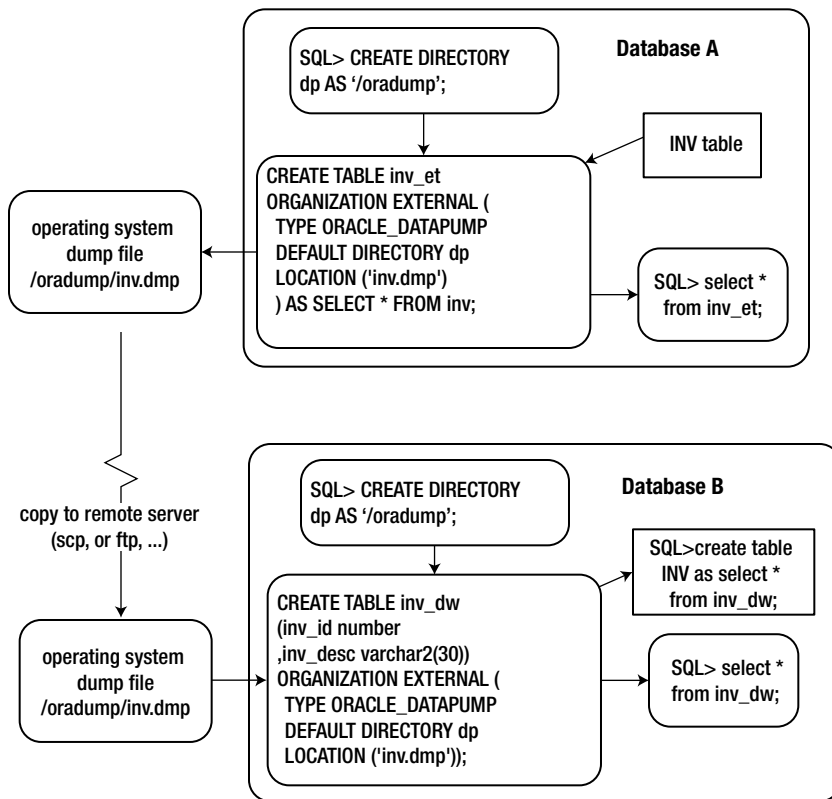 Database A
SQL> CREATE DIRECTORY
dp AS ‘/oradump’;
INV table
CREATE TABLE inv_et
ORGANIZATION EXTERNAL (
TYPE ORACLE_DATAPUMP
DEFAULT DIRECTORY dp
LOCATION ('inv.dmp')
) AS SELECT * FROM inv;
operating system
dump file
/oradump/inv.dmp
SQL> select *
from inv_et;
copy to remote server
(scp, or ftp, ...)
Database B
SQL> CREATE DIRECTORY
dp AS ‘/oradump’;
SQL>create table
INV as select *
from inv_dw;
operating system
dump file
/oradump/inv.dmp
CREATE TABLE inv_dw
(inv_id number
,inv_desc varchar2(30))
ORGANIZATION EXTERNAL (
TYPE ORACLE_DATAPUMP
DEFAULT DIRECTORY dp
LOCATION ('inv.dmp'));
SQL> select *
from inv_dw;